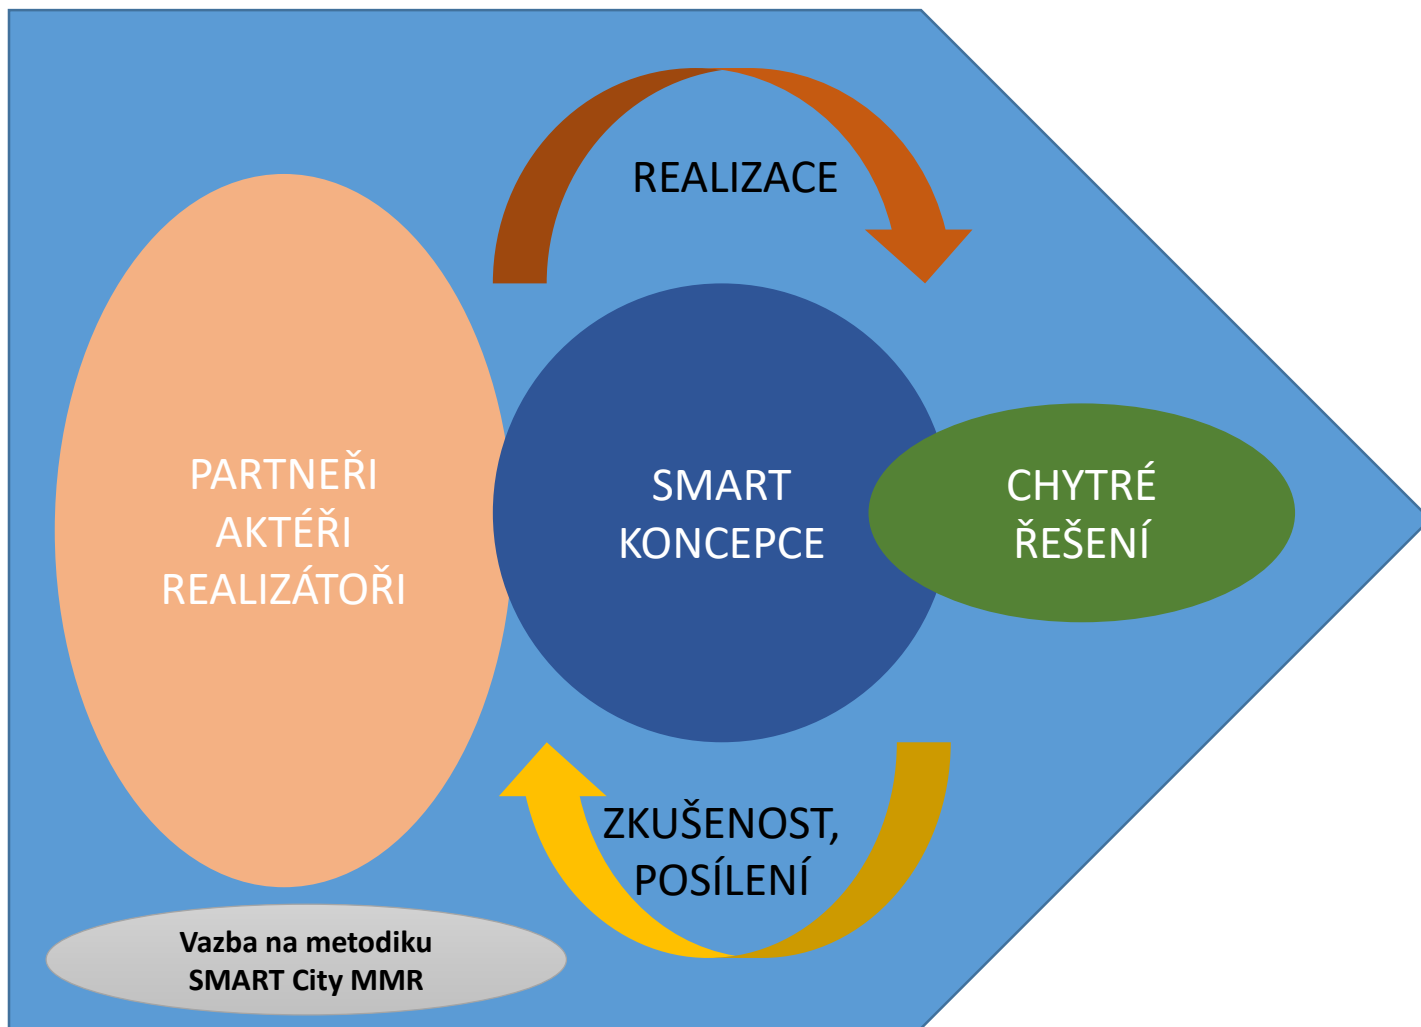 REALIZACE
PARTNEŘI
AKTÉŘI
REALIZÁTOŘI
SMART
KONCEPCE
CHYTRÉ
ŘEŠENÍ
ZKUŠENOST,
POSÍLENÍ
Vazba na metodiku
SMART City MMR